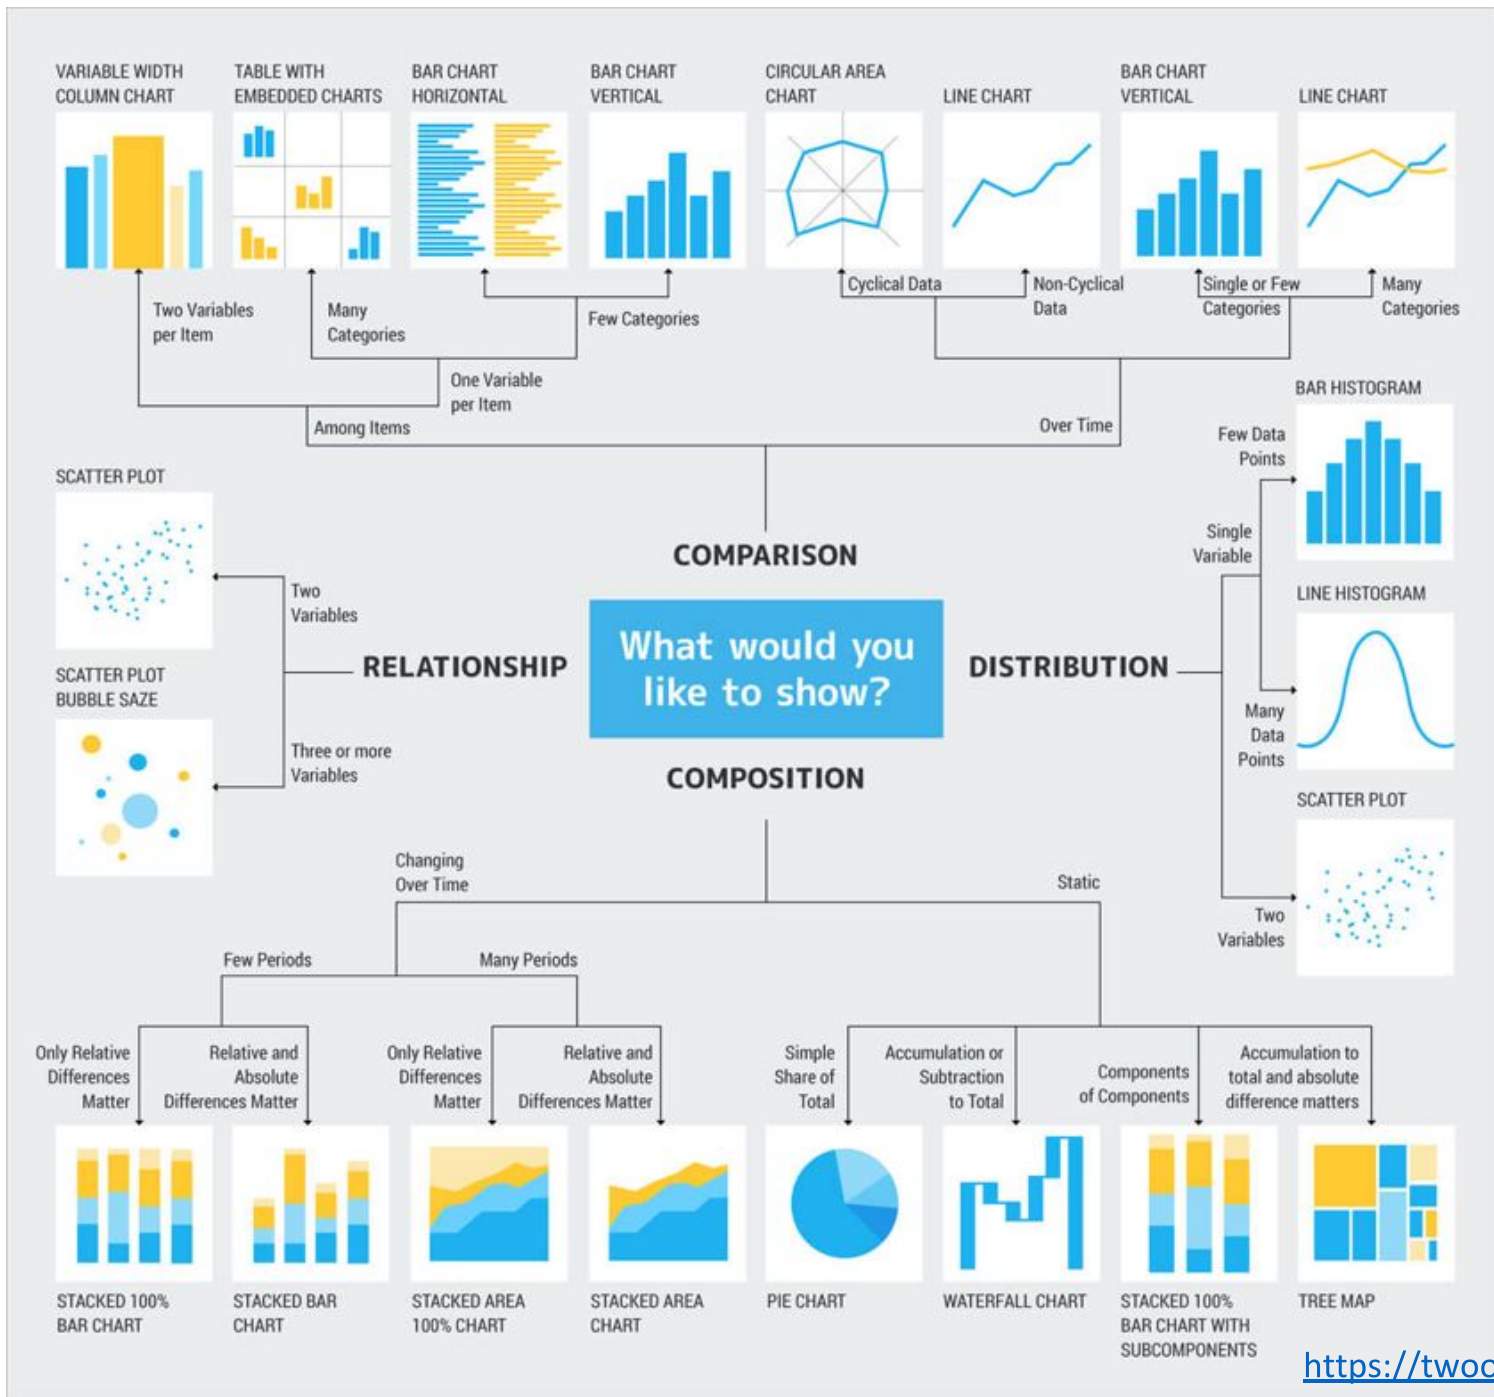 VARIABLE WIDTH
COLUMN CHART
TABLE WITH
EMBEDDED CHARTS
BAR CHART
HORIZONTAL
BAR CHART
VERTICAL
CIRCULAR AREA
CHART
LINE CHART
BAR CHART
VERTICAL
LINE CHART
Two Variables
per Item
Many
Categories
Few Categories
Cyclical Data
Non-Cyclical
Data
Single or Few
Categories
Many
Categories
One Variable
per Item
Among Items
Over Time
COMPARISON
What would you
like to show?
SCATTER PLOT
Two
Variables
RELATIONSHIP
SCATTER PLOT
BUBBLE SAZE
Three or more
Variables
DISTRIBUTION
BAR HISTOGRAM
Few Data
Points
Single
Variable
LINE HISTOGRAM
Many
Data
Points
SCATTER PLOT
Two
Variables
COMPOSITION
Changing
Over Time
Static
Few Periods
Many Periods
Only Relative
Differences
Matter
Relative and
Absolute
Differences Matter
Only Relative
Differences
Matter
Relative and
Absolute
Differences Matter
Simple
Share of
Total
Accumulation or
Subtraction
to Total
Components
of Components
Accumulation to
total and absolute
difference matters
STACKED 100%
BAR CHART
STACKED BAR
CHART
STACKED AREA
100% CHART
STACKED AREA
CHART
PIE CHART
WATERFALL CHART
STACKED 100%
BAR CHART WITH
SUBCOMPONENTS
TREE MAP
https://twoo